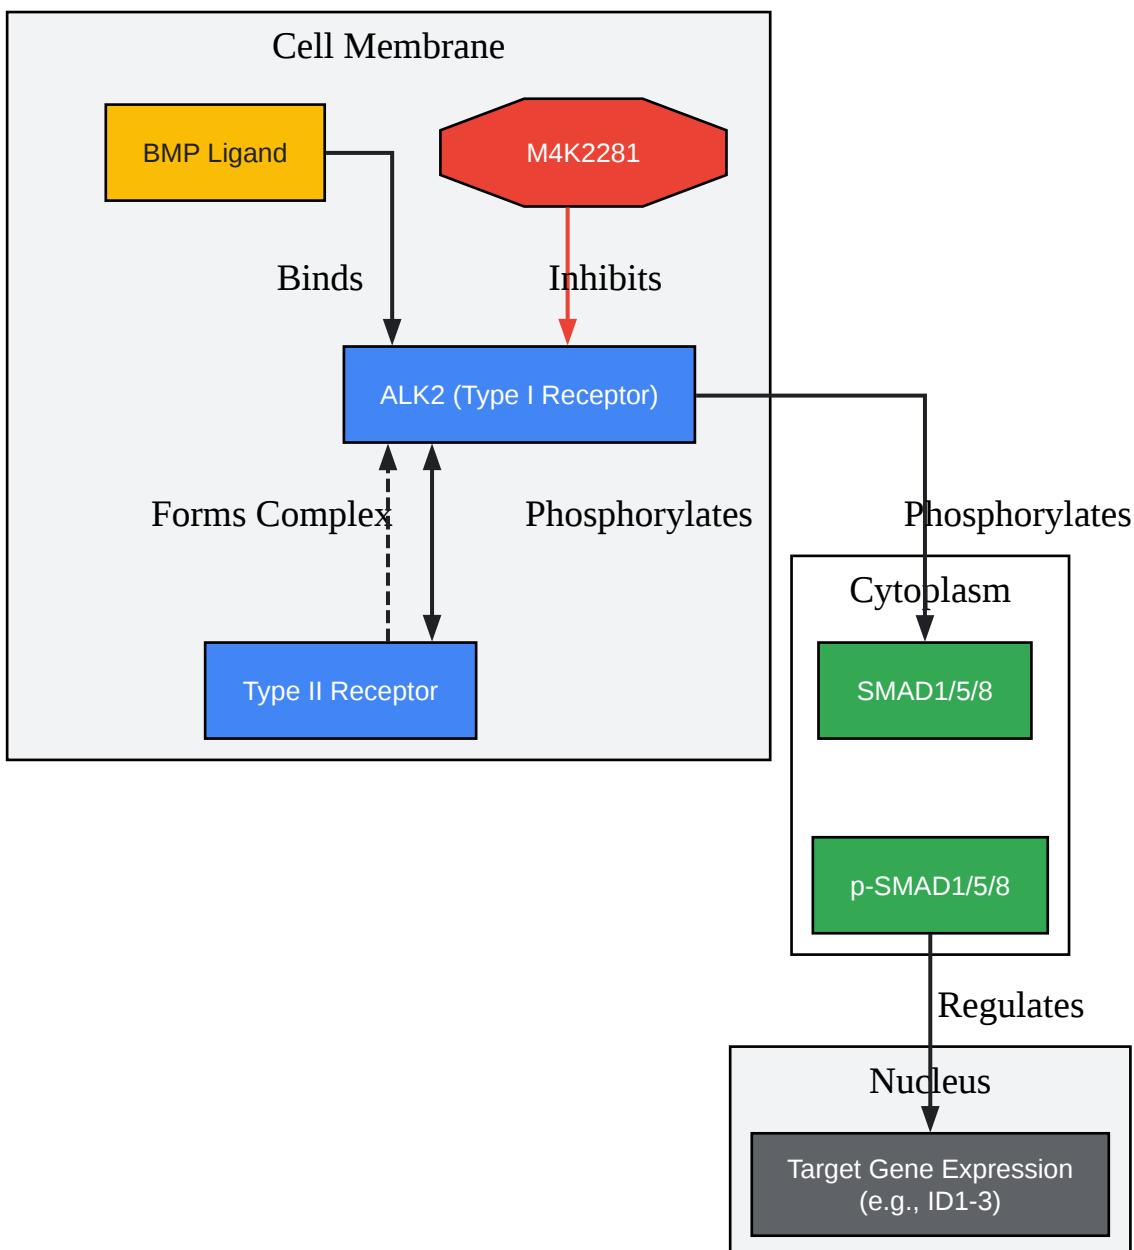 Cell Membrane
BMP Ligand
M4K2281
Binds
Inhibits
ALK2 (Type I Receptor)
Forms Complex
Phosphorylates
Phosphorylates
Cytoplasm
Type II Receptor
SMAD1/5/8
p-SMAD1/5/8
Regulates
Nucleus
Target Gene Expression
(e.g., ID1-3)